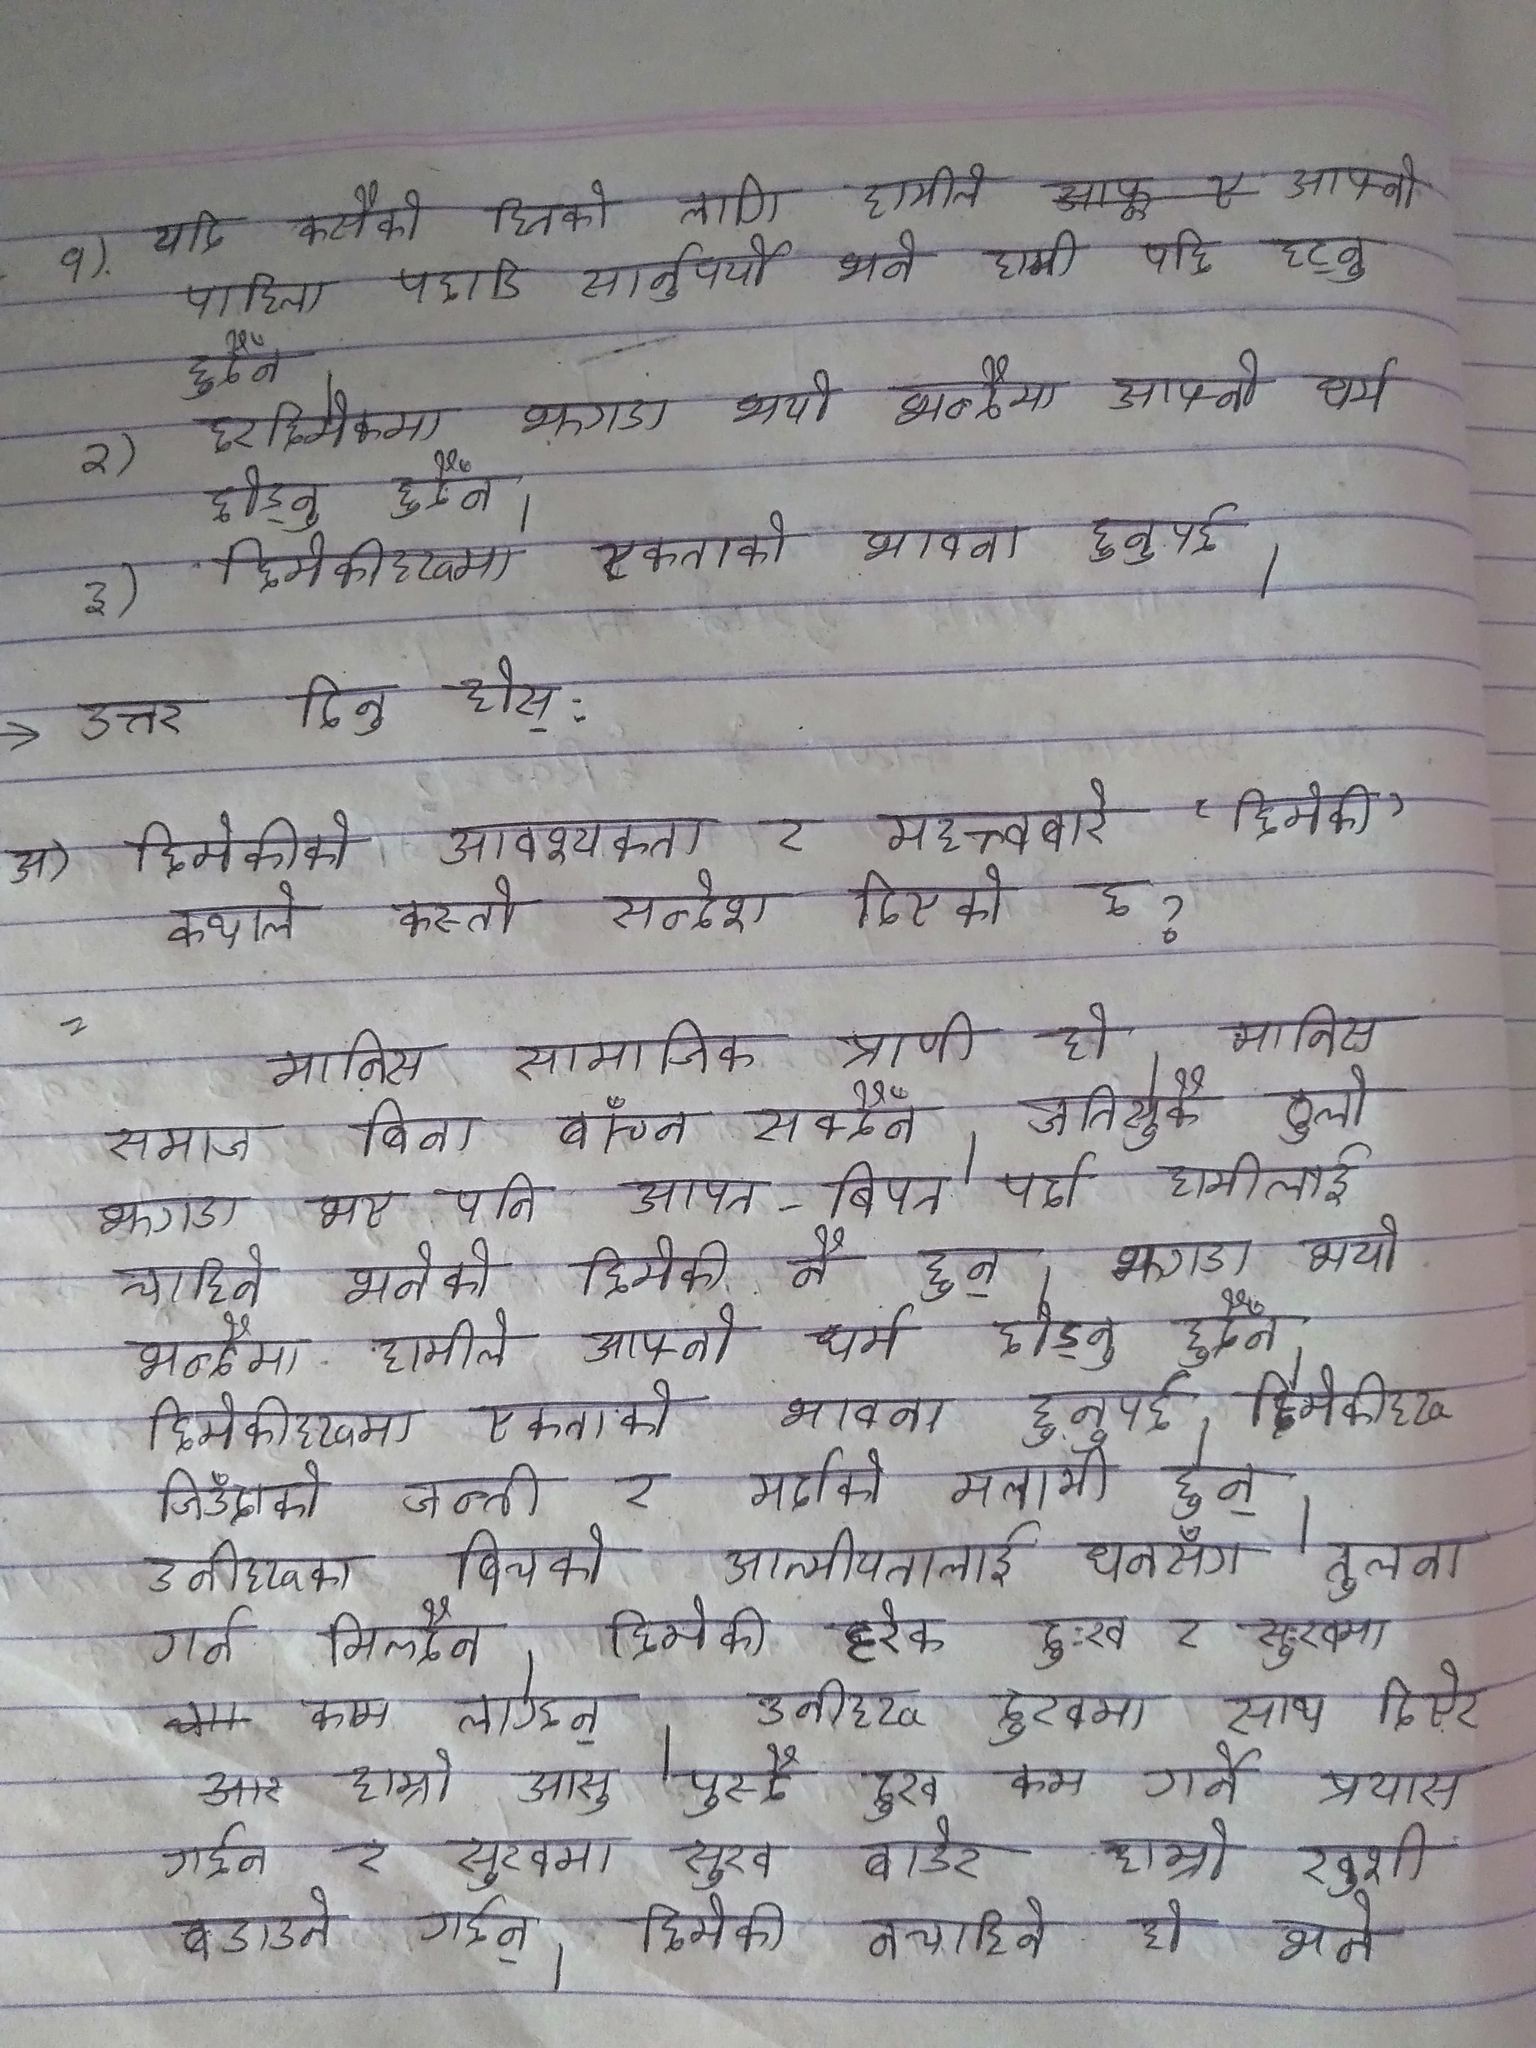 १). यदि कसैको हितको लागि हामीले आफू ए आफ्नो
पाहिला पछाडि सार्नुपर्यो भने हामी पछि हट्नु
हुदैँन ।
२) छरछिमेकमा झगडा भयो भन्दैमा आफ्नो धर्म
छोड्नु हुदैँन ।
३) छिमेकीहरूमा एकताको भावना हुनुपर्छ ।
→ उत्तर दिनु होस् :
अ) छिमेकीको आवश्यकता र महत्त्वबारे 'छिमेकी'
कथाले कस्तो सन्देश दिएको छ ?
= मानिस सामाजिक प्राणी हो । मानिस
समाज बिना बाँच्न सक्दैनँ । जतिसुकै ठुलो
झगडा भए पनि आपत - बिपत पर्दा हामीलाई
चाहिने भनेको छिमेकी नै हुन् । झगडा भयो
भन्दैमा हामीले आफ्नो धर्म छोड्नु हुदैँन ।
छिमेकीहरूमा एकताको भावना हुनुपर्छ । छिमेकीहरू
जिउँदाको जन्ती र मर्दाको मलामी हुन् ।
उनीहरूका बिचको आत्मीयतालाई धनसँग तुलना
गर्न मिल्दैन । छिमेकी हरेक दुःख र सुःखमा
काम लाग्छन् । उनीहरू दुखमा साथ दिएर
आर हाम्रो आसु पुस्दै दुख कम गर्ने प्रयास
गर्छन र सुखमा सुख बाडेर हाम्रो खुशी
बडाउने गर्छन् । छिमेकी नचाहिने हो भने